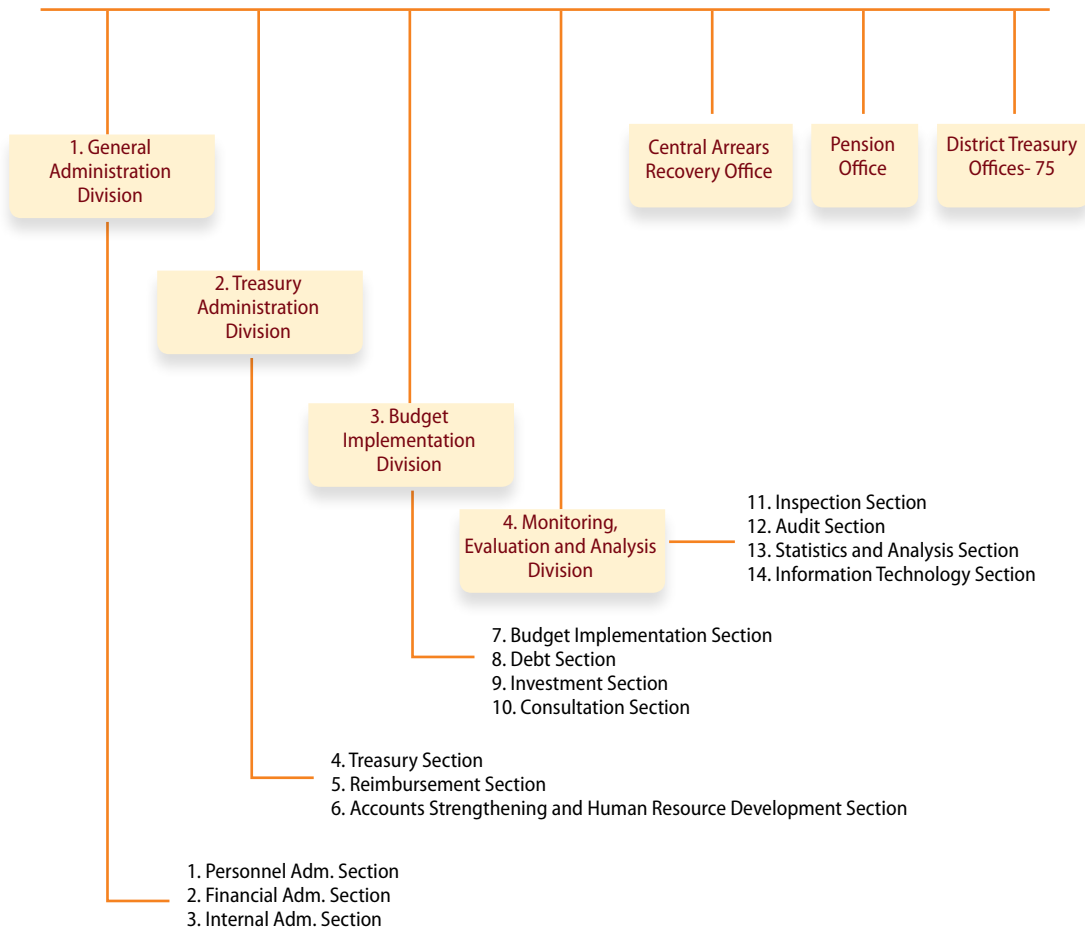 1. General
Administration
Division
Central Arrears
Recovery Office
Pension
Office
District Treasury
Offices- 75
2. Treasury
Administration
Division
3. Budget
Implementation
Division
4. Monitoring,
Evaluation and Analysis
Division
11. Inspection Section
12. Audit Section
13. Statistics and Analysis Section
14. Information Technology Section
7. Budget Implementation Section
8. Debt Section
9. Investment Section
10. Consultation Section
4. Treasury Section
5. Reimbursement Section
6. Accounts Strengthening and Human Resource Development Section
1. Personnel Adm. Section
2. Financial Adm. Section
3. Internal Adm. Section